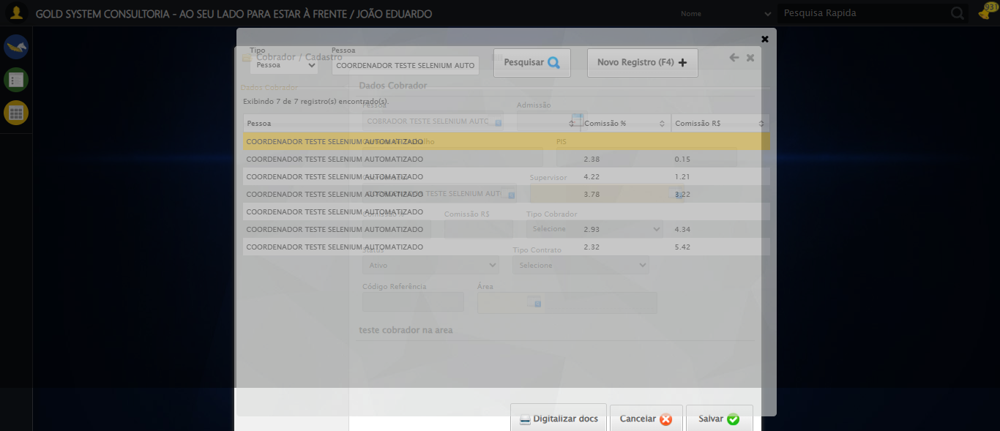 GOLD SYSTEM CONSULTORIA - AO SEU LADO PARA ESTAR À FRENTE / JOÃO EDUARDO
Nome
Pesquisa Rapida
931
Tipo
Pessoa
Cobrador / Cadastro
Pessoa
COORDENADOR TESTE SELENIUM AUTO
Pesquisar
Novo Registro (F4)
Dados Cobrador
Dados Cobrador
Exibindo 7 de 7 registro(s) encontrado(s).
Pessoa
Admissão
COBRADOR TESTE SELENIUM AUTC
Pessoa
Comissão %
Comissão R$
COORDENADOR TESTE SELENIUM AUTOMATIZADO
PIS
COORDENADOR TESTE SELENIUM AUTOMATIZADO 2.38 0.15
COORDENADOR TESTE SELENIUM AUTOMATIZADO 4.22 1.21
Supervisor
COORDENADOR TESTE SELENIUM AUTOMATIZADO 3.78 3.22
COORDENADOR TESTE SELENIUM AUTOMATIZADO
Comissão %
Comissão R$
Tipo Cobrador
Selecione
COORDENADOR TESTE SELENIUM AUTOMATIZADO 2.93 4.34
COORDENADOR TESTE SELENIUM AUTOMATIZADO 2.32 5.42
Status
Tipo Contrato
Ativo
Selecione
Código Referência
Área
teste cobrador na area
Digitalizar docs
Cancelar
Salvar